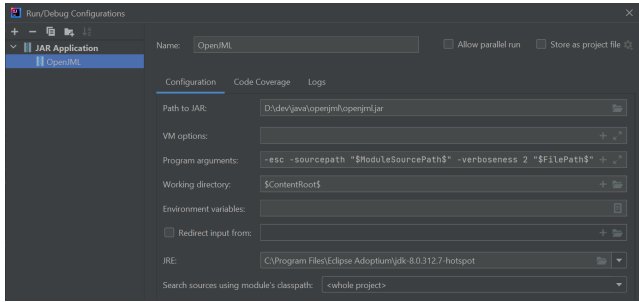 Run/Debug Configurations
JAR Application
OpenJML
Name: OpenJML
Allow parallel run
Store as project file
Configuration Code Coverage Logs
Path to JAR: D:\dev\java\openjml\openjml.jar
VM options:
Program arguments: -esc -sourcepath "$ModuleSourcePath$" -verboseness 2 "$FilePath$"
Working directory: $ContentRoot$
Environment variables:
Redirect input from:
JRE: C:\Program Files\Eclipse Adoptium\jdk-8.0.312.7-hotspot
Search sources using module's classpath: <whole project>